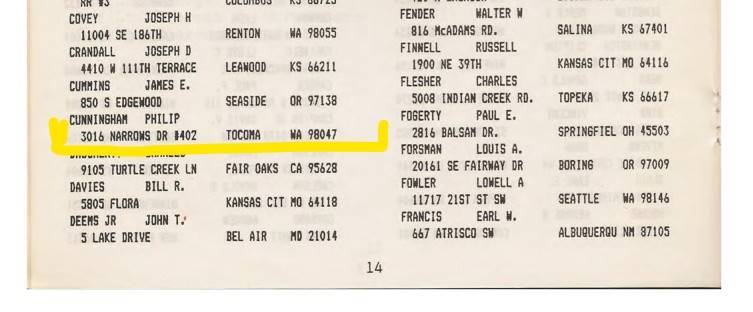 RR #3 COLUMBUS KS 66725
COVEY JOSEPH H
11004 SE 186TH RENTON WA 98055
CRANDALL JOSEPH D
4410 W 111TH TERRACE LEAWOOD KS 66211
CUMMINS JAMES E.
850 S EDGEWOOD SEASIDE OR 97138
CUNNINGHAM PHILIP
3016 NARROWS DR #402 TOCOMA WA 98047
9105 TURTLE CREEK LN FAIR OAKS CA 95628
DAVIES BILL R.
5805 FLORA KANSAS CIT MO 64118
DEEMS JR JOHN T.
5 LAKE DRIVE BEL AIR MD 21014
FENDER WALTER W
816 McADAMS RD. SALINA KS 67401
FINNELL RUSSELL
1900 NE 39TH KANSAS CIT MO 64116
FLESHER CHARLES
5008 INDIAN CREEK RD. TOPEKA KS 66617
FOGERTY PAUL E.
2816 BALSAM DR. SPRINGFIEL OH 45503
FORSMAN LOUIS A.
20161 SE FAIRWAY DR BORING OR 97009
FOWLER LOWELL A
11717 21ST ST SW SEATTLE WA 98146
FRANCIS EARL W.
667 ATRISCO SW ALBUQUERQU NM 87105
14